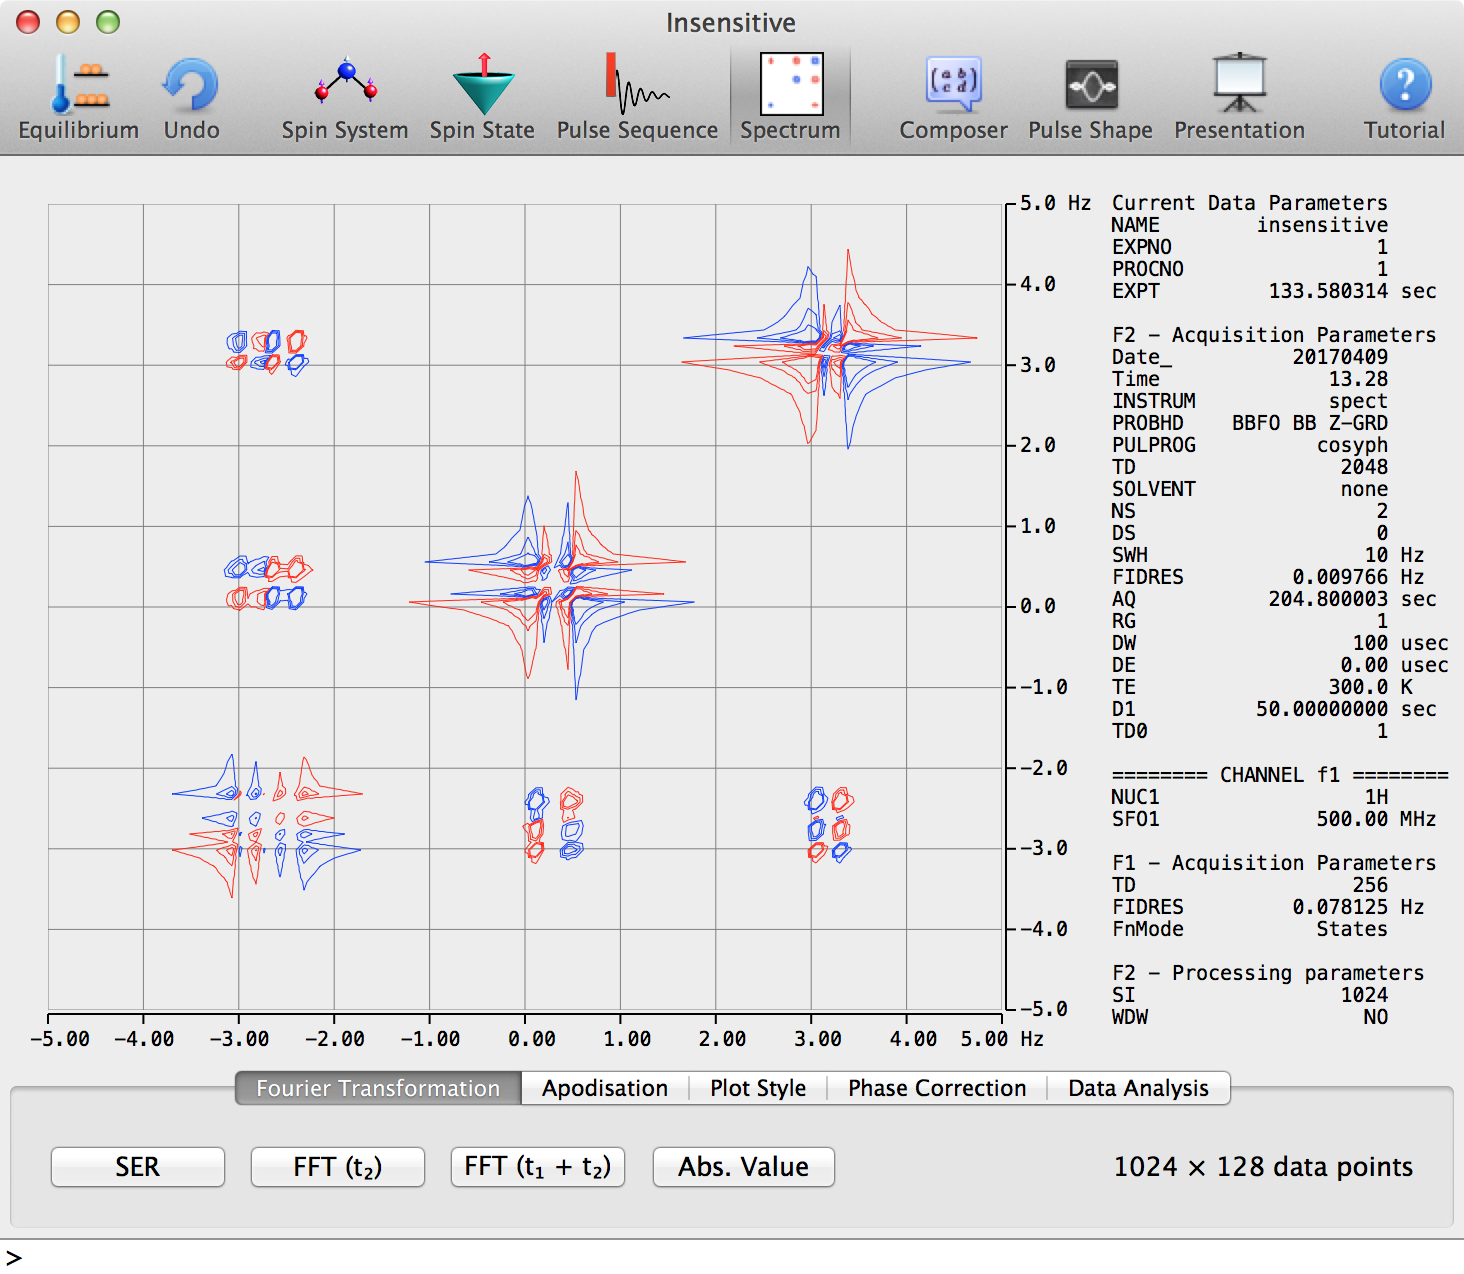 Insensitive
Equilibrium Undo Spin System Spin State Pulse Sequence Spectrum Composer Pulse Shape Presentation Tutorial
5.0 Hz
4.0
3.0
2.0
1.0
0.0
-1.0
-2.0
-3.0
-4.0
-5.0
-5.00 -4.00 -3.00 -2.00 -1.00 0.00 1.00 2.00 3.00 4.00 5.00 Hz
Current Data Parameters
NAME insensitive
EXPNO 1
PROCNO 1
EXPT 133.580314 sec
F2 - Acquisition Parameters
Date_ 20170409
Time 13.28
INSTRUM spect
PROBHD BBFO BB Z-GRD
PULPROG cosyph
TD 2048
SOLVENT none
NS 2
DS 0
SWH 10 Hz
FIDRES 0.009766 Hz
AQ 204.800003 sec
RG 1
DW 100 usec
DE 0.00 usec
TE 300.0 K
D1 50.00000000 sec
TD0 1
======== CHANNEL f1 ========
NUC1 1H
SFO1 500.00 MHz
F1 - Acquisition Parameters
TD 256
FIDRES 0.078125 Hz
FnMode States
F2 - Processing parameters
SI 1024
WDW NO
Fourier Transformation Apodisation Plot Style Phase Correction Data Analysis
SER FFT (t₂) FFT (t₁ + t₂) Abs. Value 1024 × 128 data points
>